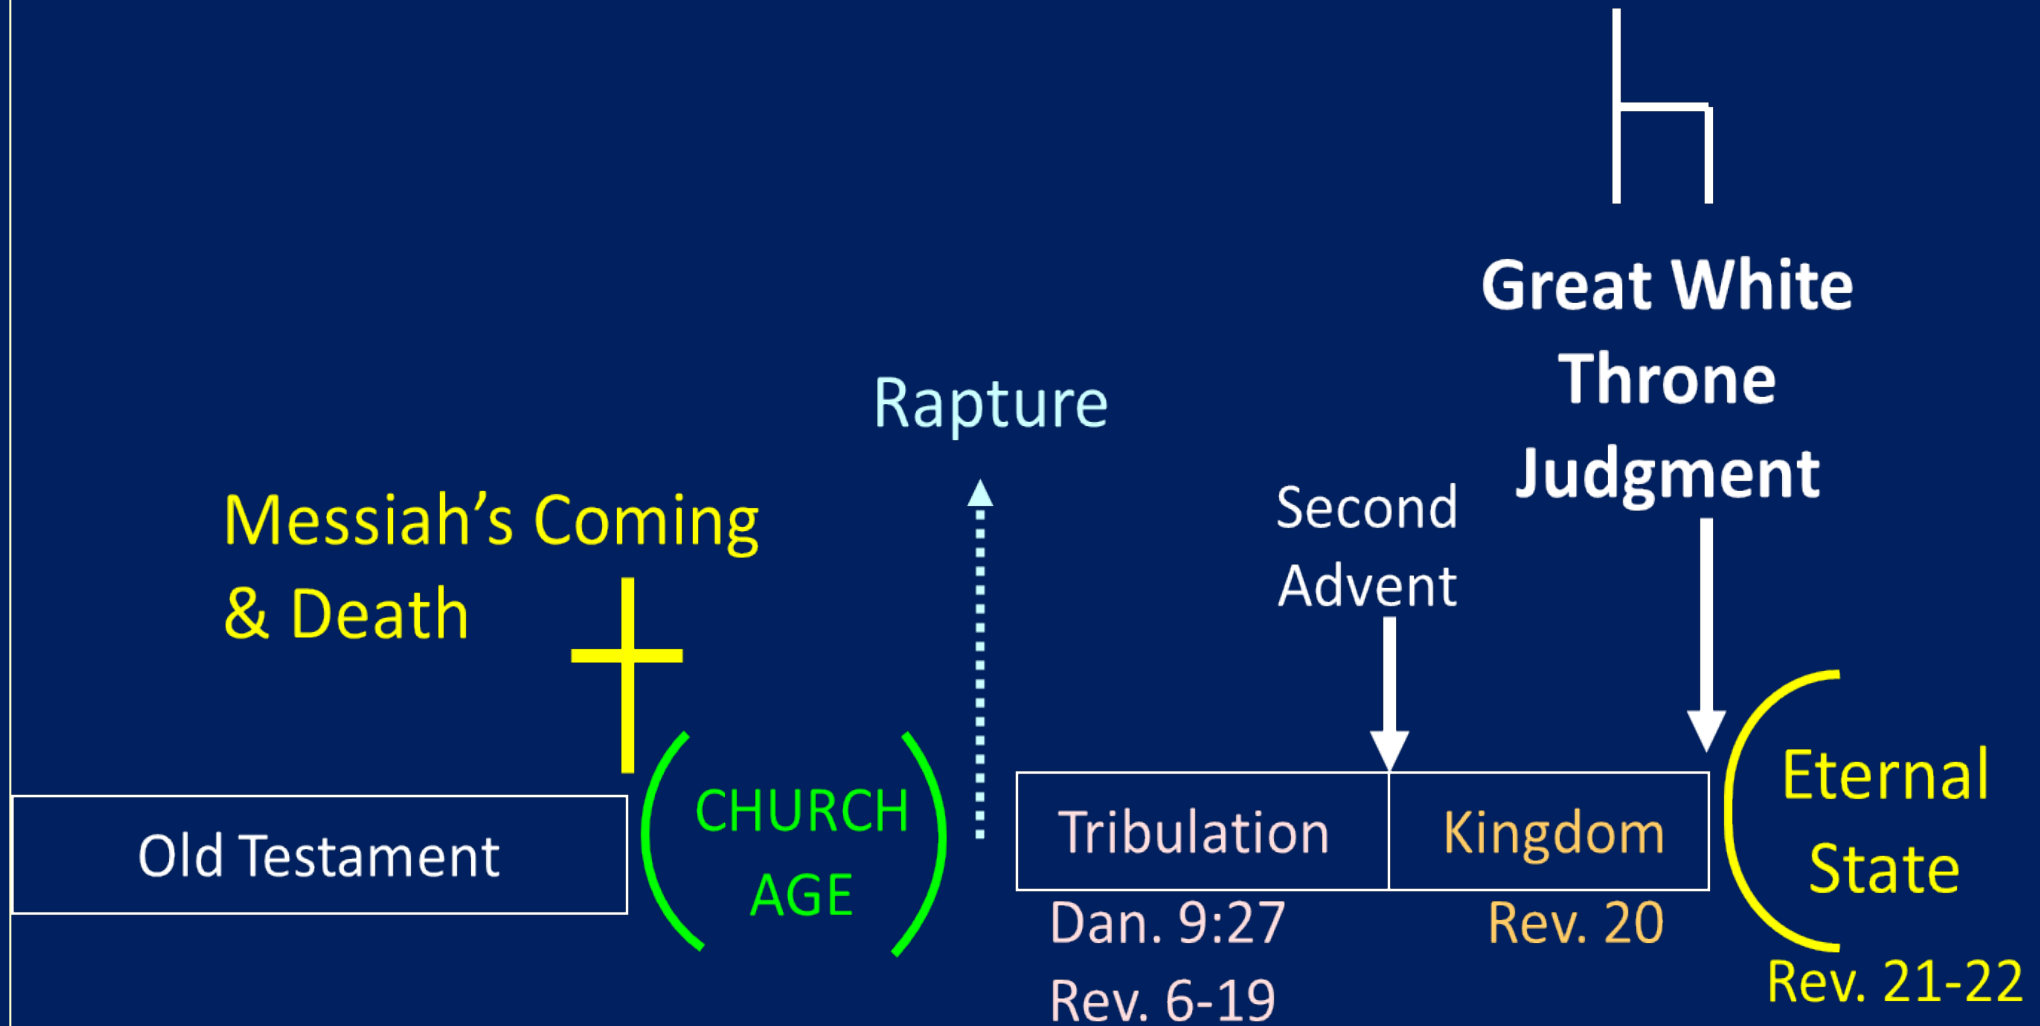 Great White
Throne
Judgment
Rapture
Messiah’s Coming
& Death
Second
Advent
Old Testament
CHURCH
AGE
Tribulation
Kingdom
Eternal
State
Dan. 9:27
Rev. 6-19
Rev. 20
Rev. 21-22